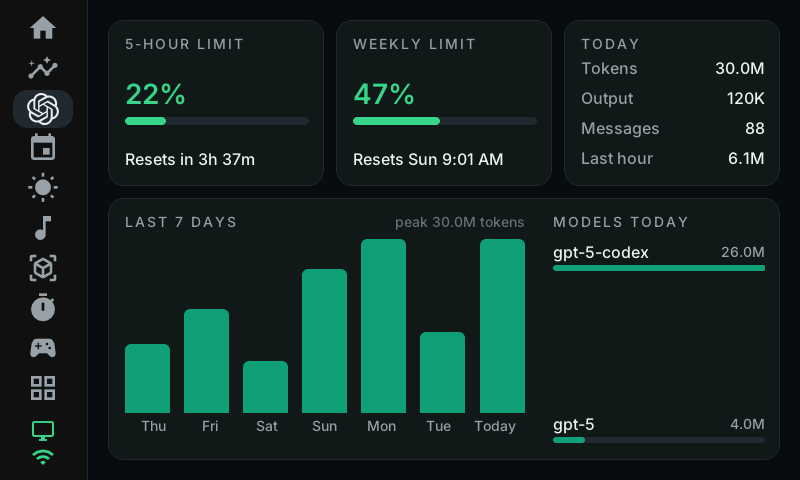 5-HOUR LIMIT
22%
Resets in 3h 37m
WEEKLY LIMIT
47%
Resets Sun 9:01 AM
TODAY
Tokens 30.0M
Output 120K
Messages 88
Last hour 6.1M
LAST 7 DAYS peak 30.0M tokens
Thu Fri Sat Sun Mon Tue Today
MODELS TODAY
gpt-5-codex 26.0M
gpt-5 4.0M